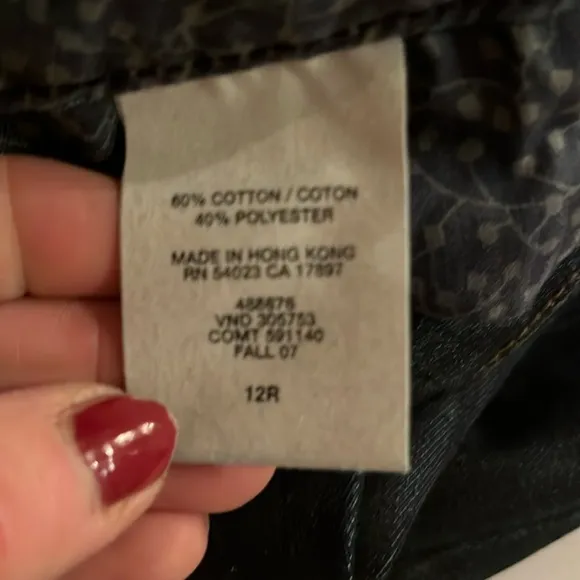 60% COTTON / COTON
40% POLYESTER
MADE IN HONG KONG
RN 54023 CA 17897
VND 305753
COMT 591140
FALL 07
12R